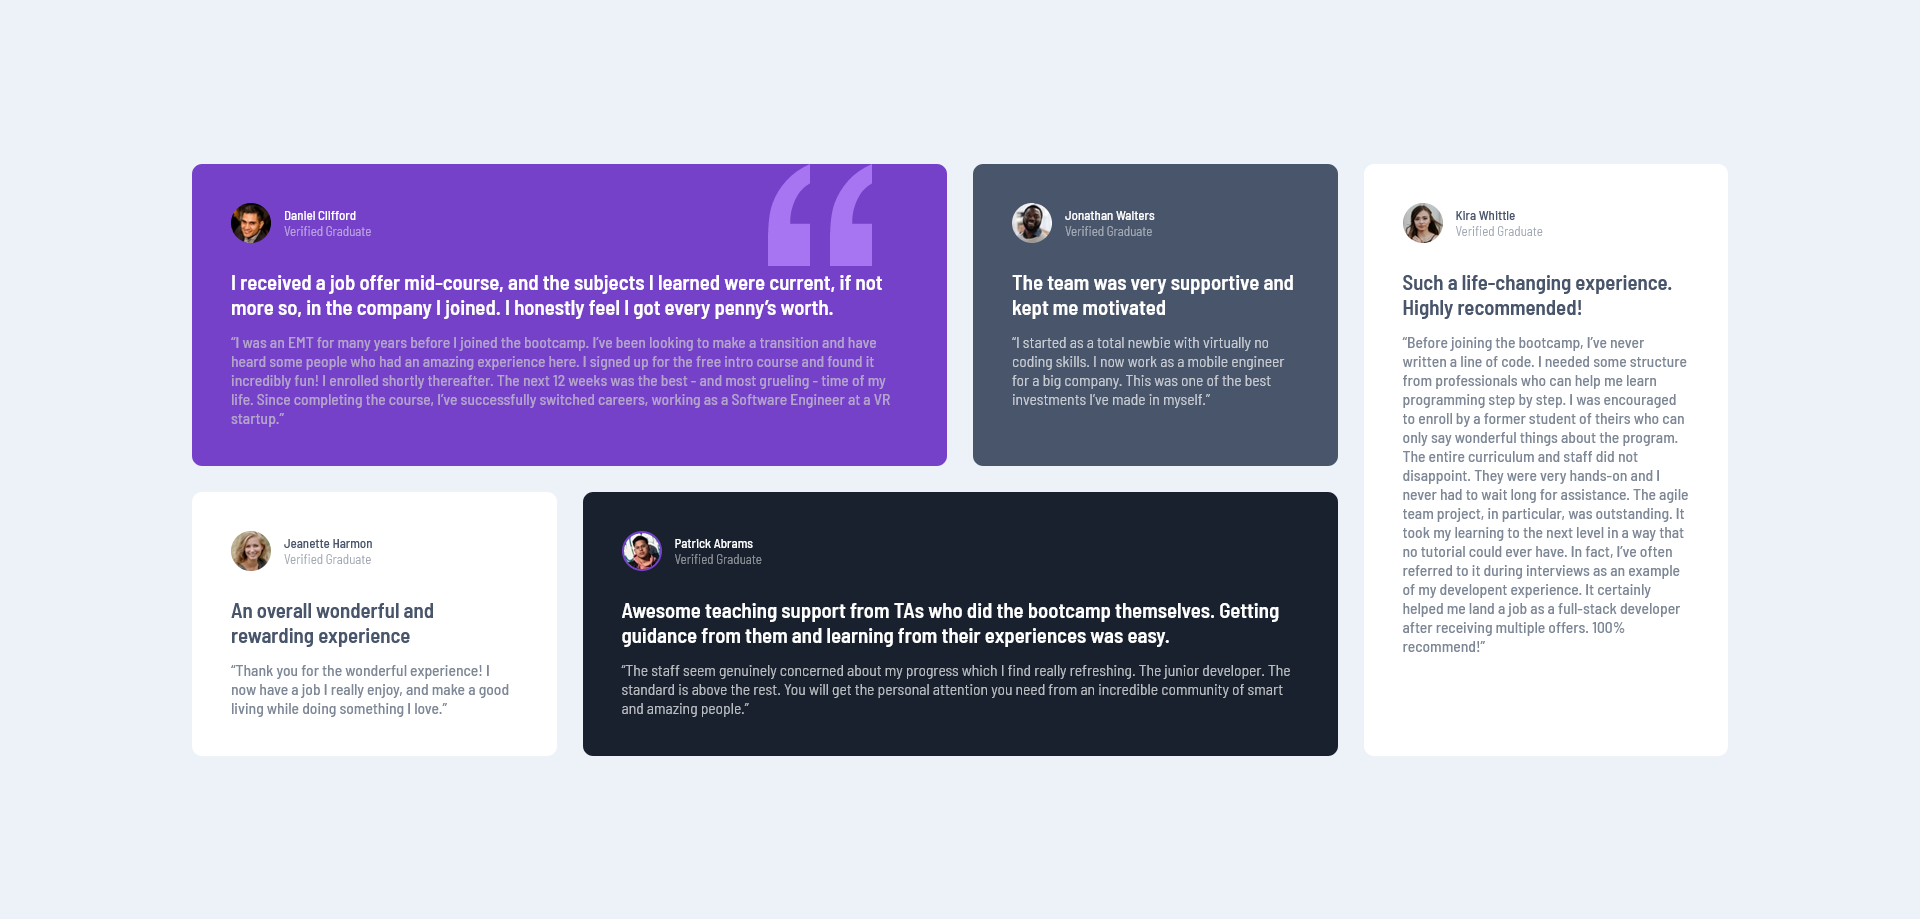 Daniel Clifford
Verified Graduate
I received a job offer mid-course, and the subjects I learned were current, if not
more so, in the company I joined. I honestly feel I got every penny’s worth.
“I was an EMT for many years before I joined the bootcamp. I’ve been looking to make a transition and have
heard some people who had an amazing experience here. I signed up for the free intro course and found it
incredibly fun! I enrolled shortly thereafter. The next 12 weeks was the best - and most grueling - time of my
life. Since completing the course, I’ve successfully switched careers, working as a Software Engineer at a VR
startup.”
Jonathan Walters
Verified Graduate
The team was very supportive and
kept me motivated
“I started as a total newbie with virtually no
coding skills. I now work as a mobile engineer
for a big company. This was one of the best
investments I’ve made in myself.”
Kira Whittle
Verified Graduate
Such a life-changing experience.
Highly recommended!
“Before joining the bootcamp, I’ve never
written a line of code. I needed some structure
from professionals who can help me learn
programming step by step. I was encouraged
to enroll by a former student of theirs who can
only say wonderful things about the program.
The entire curriculum and staff did not
disappoint. They were very hands-on and I
never had to wait long for assistance. The agile
team project, in particular, was outstanding. It
took my learning to the next level in a way that
no tutorial could ever have. In fact, I’ve often
referred to it during interviews as an example
of my developent experience. It certainly
helped me land a job as a full-stack developer
after receiving multiple offers. 100%
recommend!”
Jeanette Harmon
Verified Graduate
An overall wonderful and
rewarding experience
“Thank you for the wonderful experience! I
now have a job I really enjoy, and make a good
living while doing something I love.”
Patrick Abrams
Verified Graduate
Awesome teaching support from TAs who did the bootcamp themselves. Getting
guidance from them and learning from their experiences was easy.
“The staff seem genuinely concerned about my progress which I find really refreshing. The junior developer. The
standard is above the rest. You will get the personal attention you need from an incredible community of smart
and amazing people.”